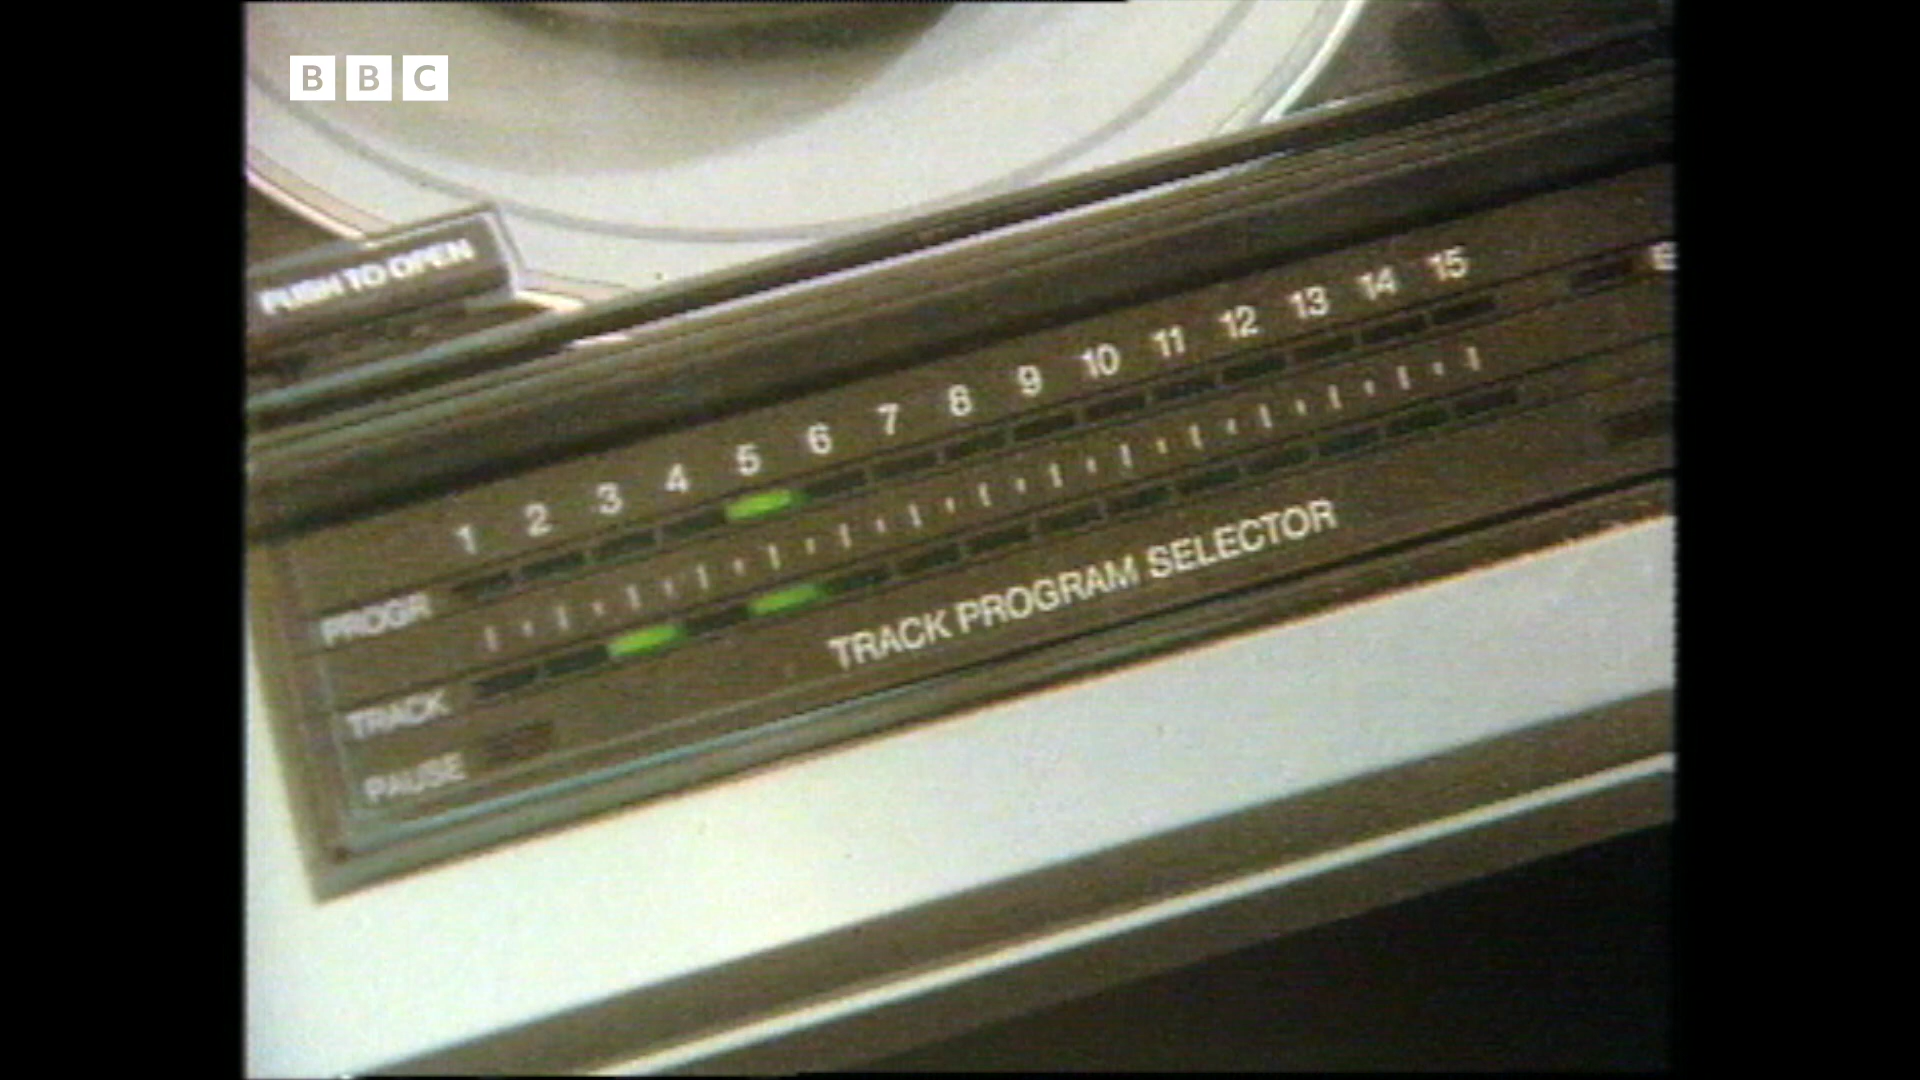 BBC
PUSH TO OPEN
1 2 3 4 5 6 7 8 9 10 11 12 13 14 15
PROGR
TRACK
TRACK PROGRAM SELECTOR
PAUSE